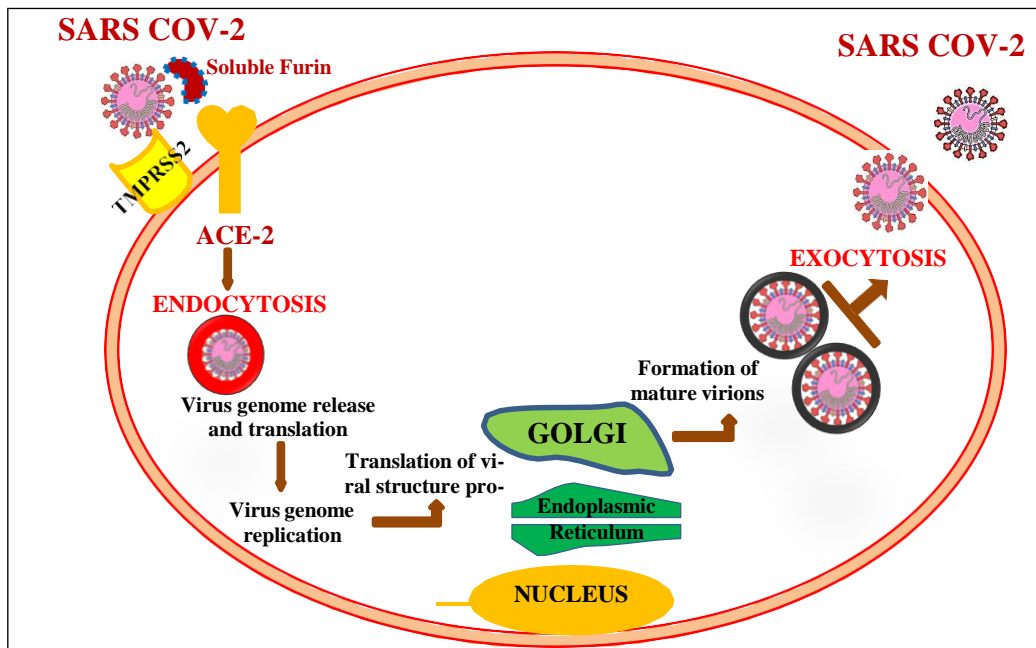 SARS COV-2
Soluble Furin
TMPRSS2
ACE-2
ENDOCYTOSIS
Virus genome release
and translation
Virus genome
replication
Translation of vi-
ral structure pro-
GOLGI
Endoplasmic
Reticulum
NUCLEUS
Formation of
mature virions
EXOCYTOSIS
SARS COV-2